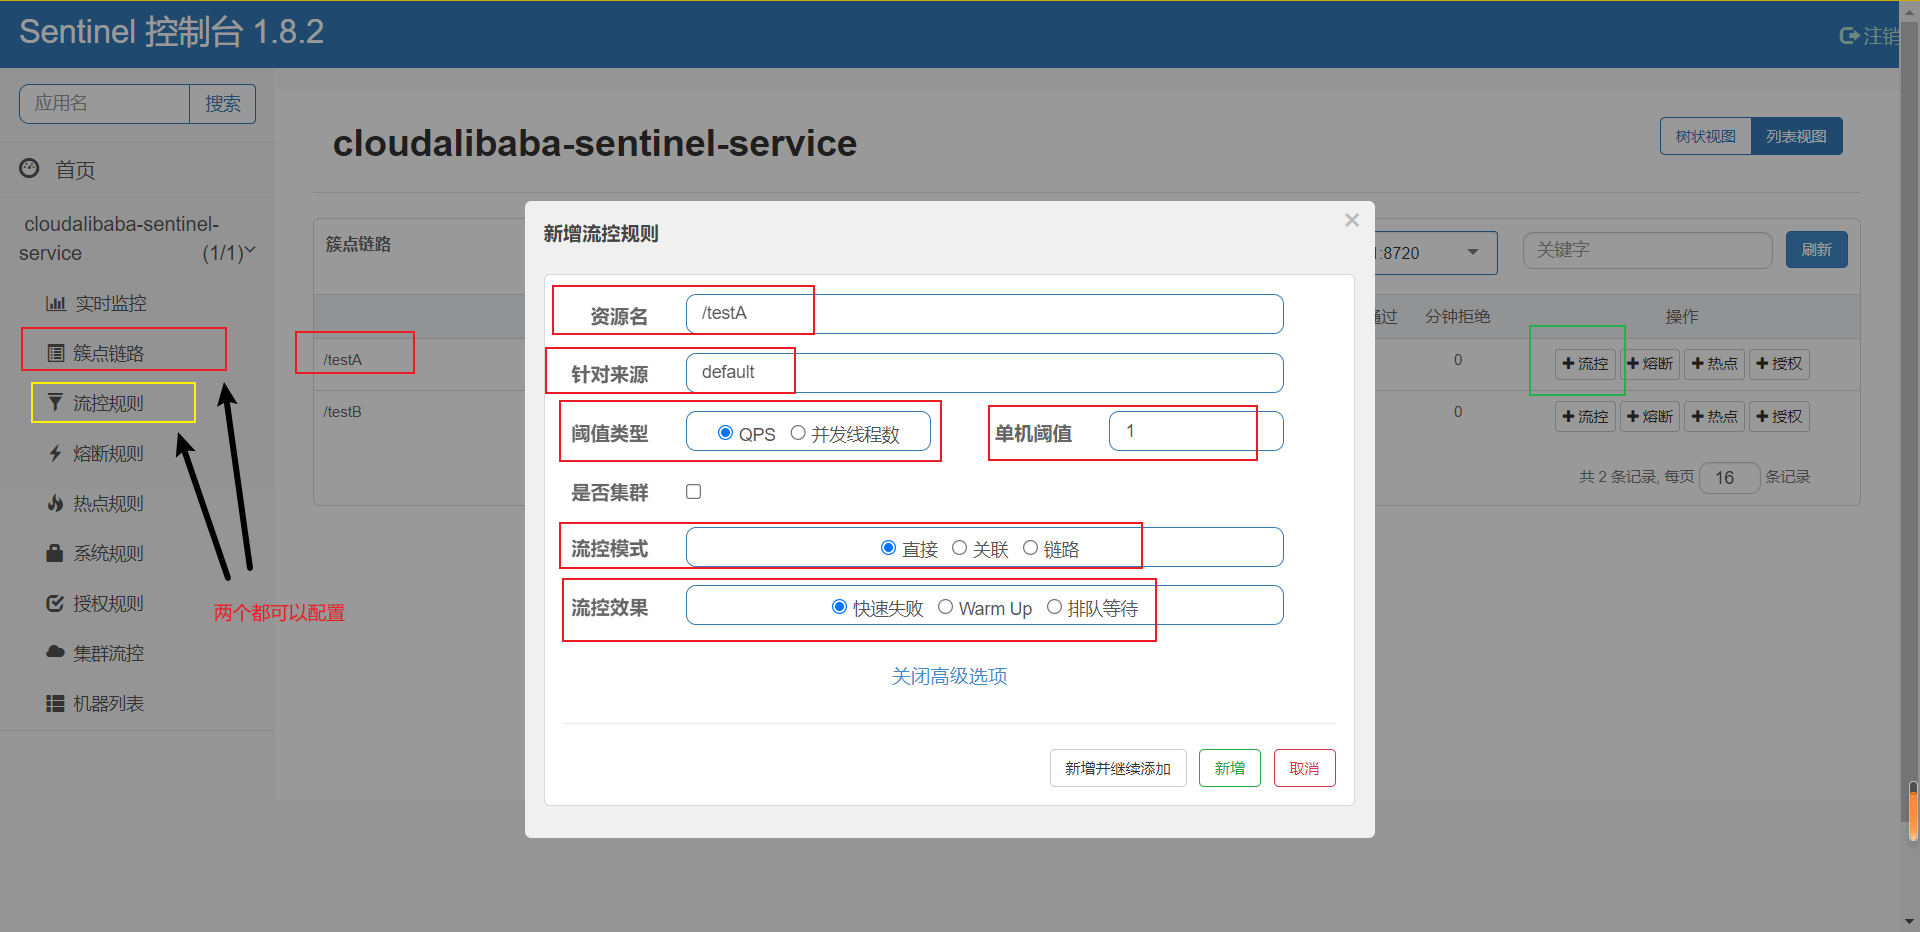 Sentinel 控制台 1.8.2
注销
应用名
搜索
首页
cloudalibaba-sentinel-
service
(1/1)
实时监控
簇点链路
流控规则
熔断规则
热点规则
系统规则
授权规则
集群流控
机器列表
两个都可以配置
cloudalibaba-sentinel-service
树状视图
列表视图
簇点链路
:8720
关键字
刷新
通过
分钟拒绝
操作
/testA
0
流控
熔断
热点
授权
/testB
0
流控
熔断
热点
授权
共 2 条记录, 每页 16 条记录
新增流控规则
×
资源名
/testA
针对来源
default
阈值类型
QPS 并发线程数
单机阈值
1
是否集群
流控模式
直接 关联 链路
流控效果
快速失败 Warm Up 排队等待
关闭高级选项
新增并继续添加
新增
取消